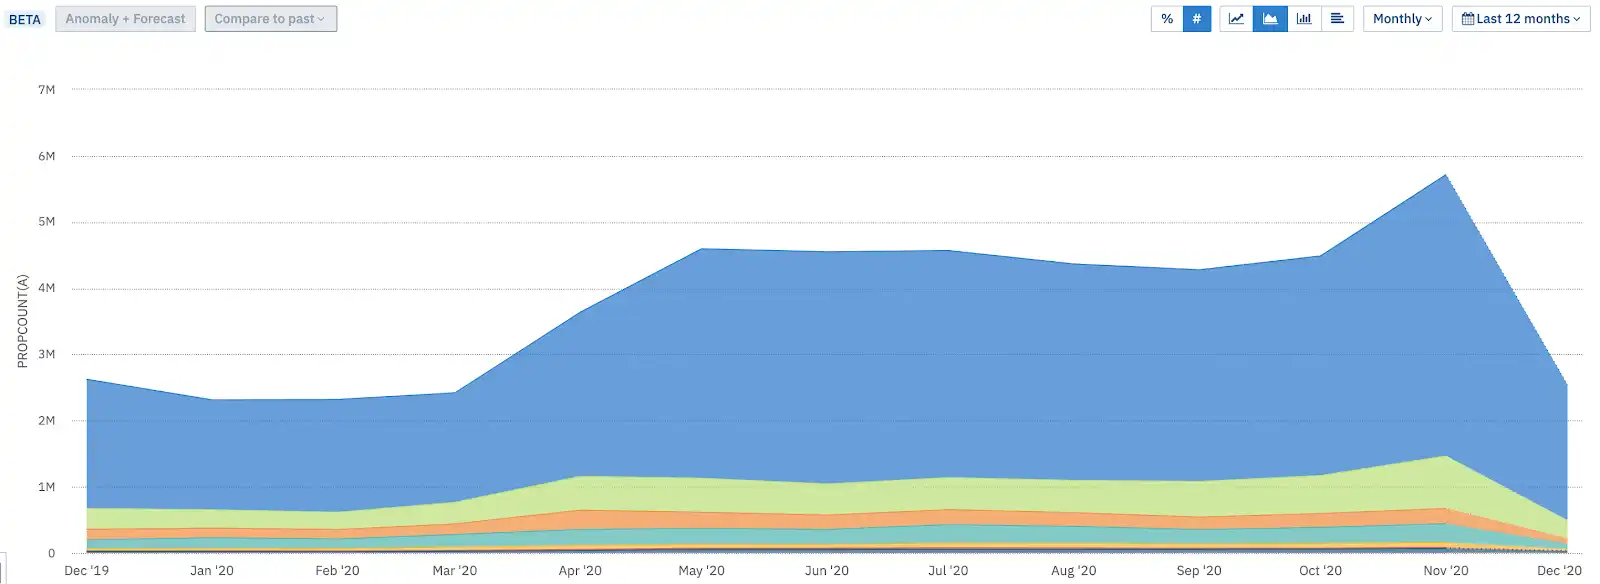 BETA Anomaly + Forecast Compare to past % # Monthly Last 12 months
7M
6M
5M
4M
3M
2M
1M
0
PROPCOUNT(A)
Dec '19 Jan '20 Feb '20 Mar '20 Apr '20 May '20 Jun '20 Jul '20 Aug '20 Sep '20 Oct '20 Nov '20 Dec '20